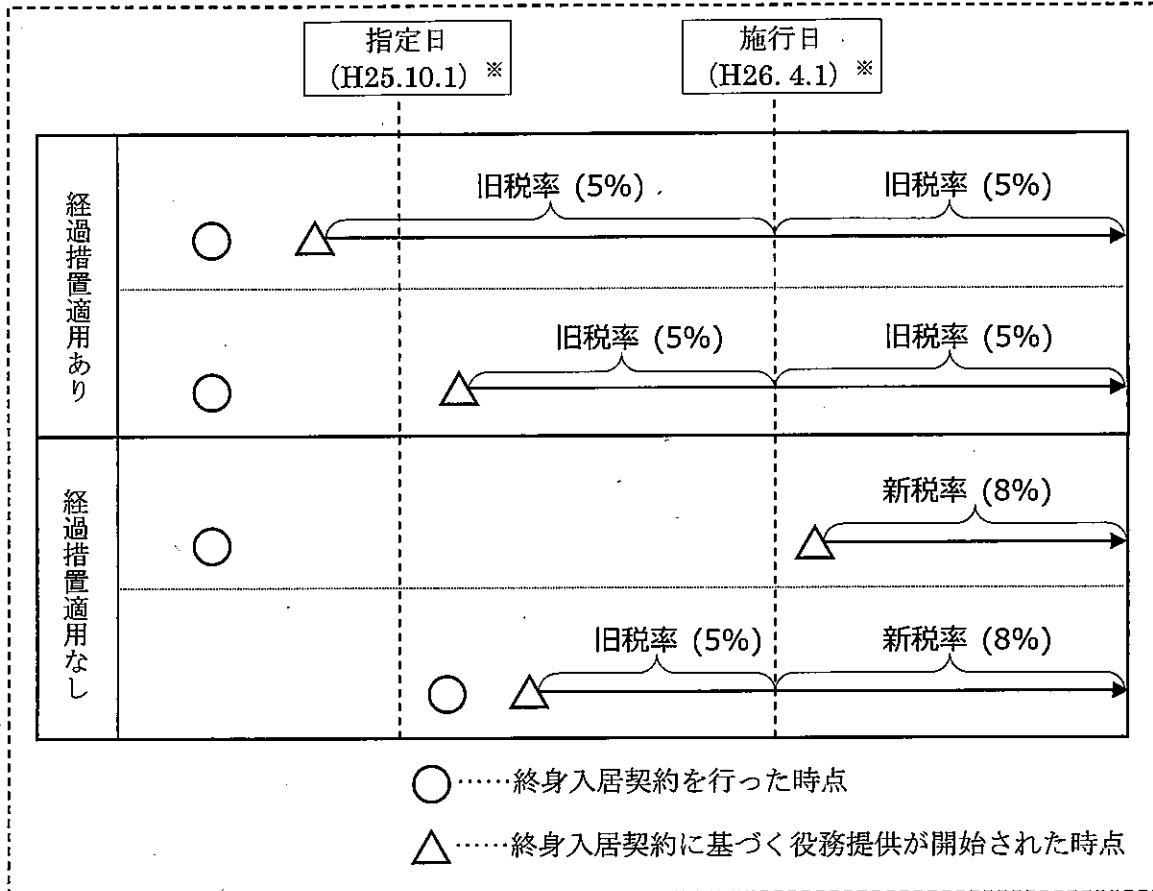 指定日
(H25.10.1) ※
施行日
(H26. 4.1) ※
経過措置適用あり
旧税率 (5%)
旧税率 (5%)
旧税率 (5%)
旧税率 (5%)
経過措置適用なし
新税率 (8%)
旧税率 (5%)
新税率 (8%)
○……終身入居契約を行った時点
△……終身入居契約に基づく役務提供が開始された時点